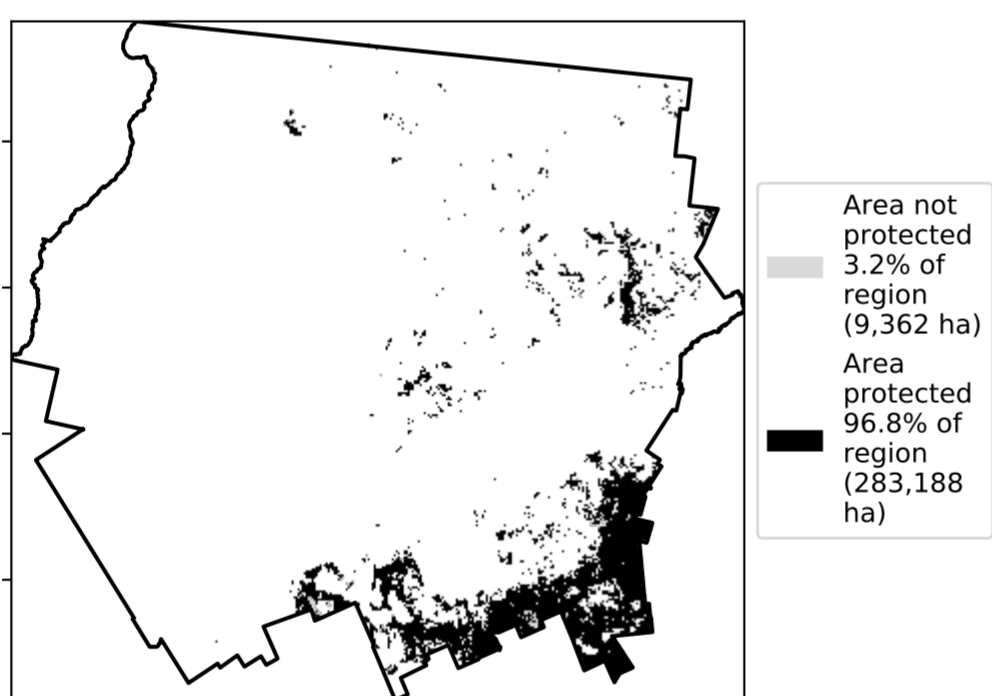 Area not
protected
3.2% of
region
(9,362 ha)
Area
protected
96.8% of
region
(283,188
ha)